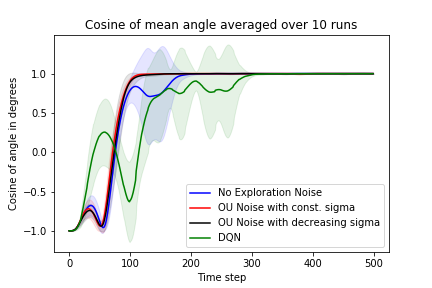 Cosine of mean angle averaged over 10 runs
Cosine of angle in degrees
1.0
0.5
0.0
−0.5
−1.0
No Exploration Noise
OU Noise with const. sigma
OU Noise with decreasing sigma
DQN
0 100 200 300 400 500
Time step